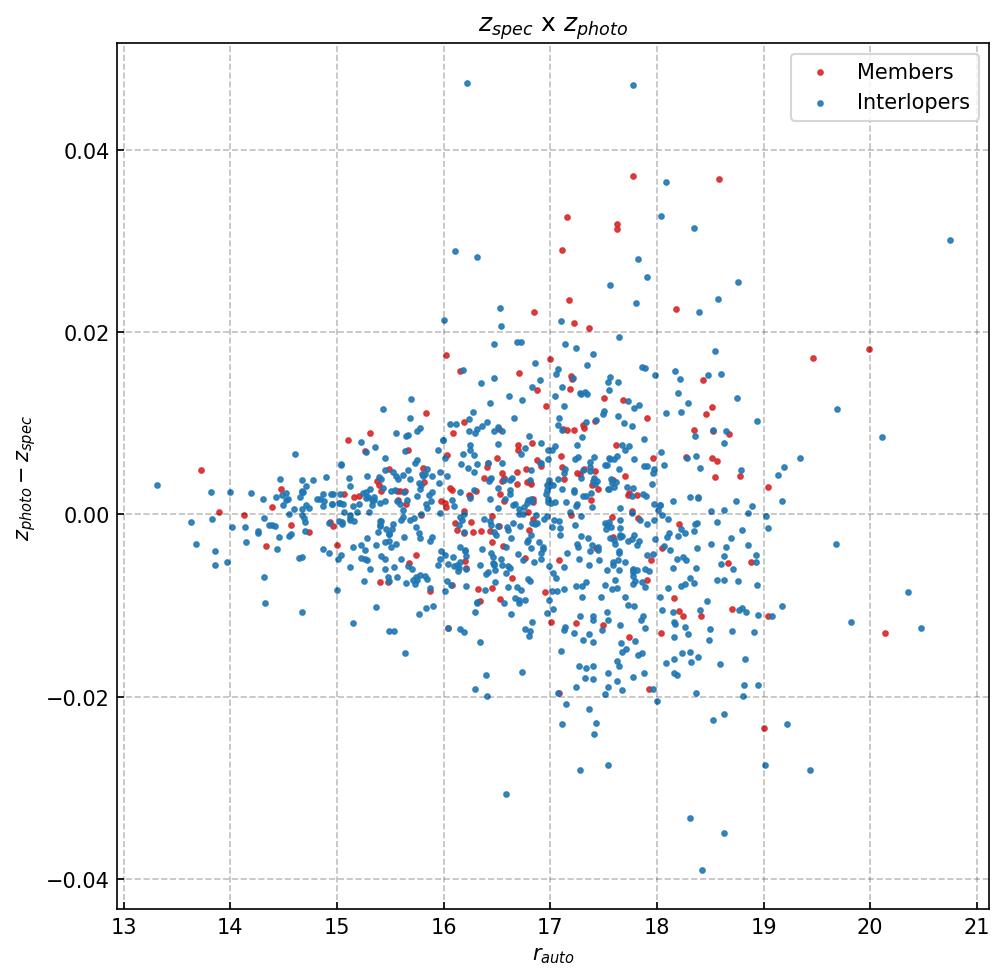 z_spec x z_photo
Members
Interlopers
0.04
0.02
0.00
−0.02
−0.04
z_photo − z_spec
13 14 15 16 17 18 19 20 21
r_auto